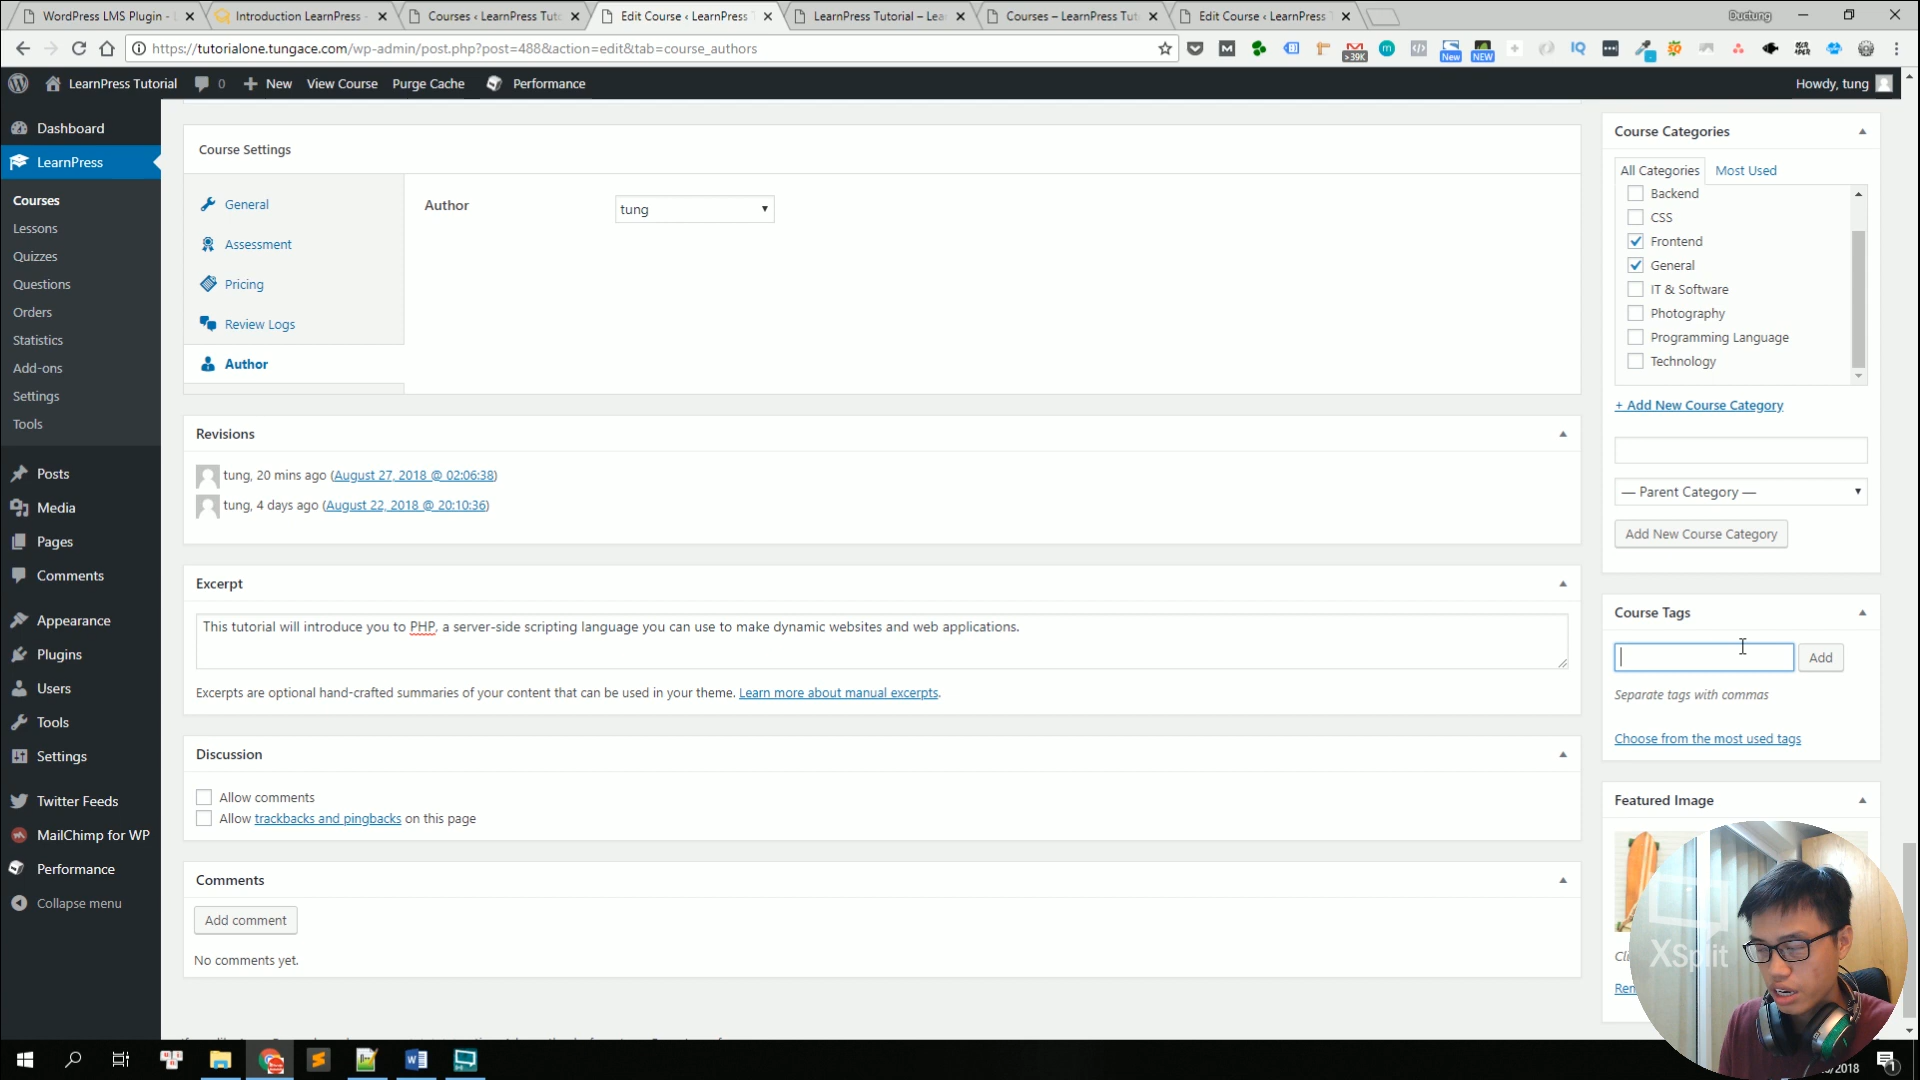 WordPress LMS Plugin -
Introduction LearnPress -
Courses ‹ LearnPress Tut
Edit Course ‹ LearnPress
LearnPress Tutorial – Lea
Courses – LearnPress Tut
Edit Course ‹ LearnPress
Ductung
https://tutorialone.tungace.com/wp-admin/post.php?post=488&action=edit&tab=course_authors
>39K
New
NEW
IQ
LearnPress Tutorial
0
New
View Course
Purge Cache
Performance
Howdy, tung
Dashboard
LearnPress
Courses
Lessons
Quizzes
Questions
Orders
Statistics
Add-ons
Settings
Tools
Posts
Media
Pages
Comments
Appearance
Plugins
Users
Tools
Settings
Twitter Feeds
MailChimp for WP
Performance
Collapse menu
Course Settings
General
Assessment
Pricing
Review Logs
Author
Author
tung
Revisions
tung, 20 mins ago (August 27, 2018 @ 02:06:38)
tung, 4 days ago (August 22, 2018 @ 20:10:36)
Excerpt
This tutorial will introduce you to PHP, a server-side scripting language you can use to make dynamic websites and web applications.
Excerpts are optional hand-crafted summaries of your content that can be used in your theme. Learn more about manual excerpts.
Discussion
Allow comments
Allow trackbacks and pingbacks on this page
Comments
Add comment
No comments yet.
Course Categories
All Categories
Most Used
Backend
CSS
Frontend
General
IT & Software
Photography
Programming Language
Technology
+ Add New Course Category
— Parent Category —
Add New Course Category
Course Tags
Add
Separate tags with commas
Choose from the most used tags
Featured Image
XSplit
Cli
Ren
/2018
1